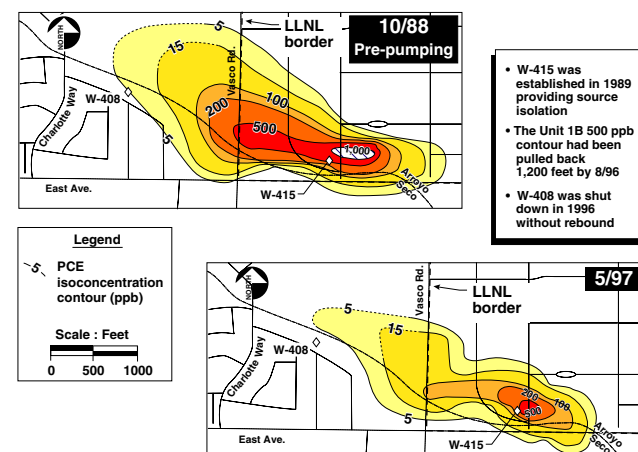 10/88
Pre-pumping
NORTH
LLNL
border
Vasco Rd.
5
15
W-408
Charlotte Way
5
200
100
500
1,000
W-415
Arroyo
Seco
East Ave.
• W-415 was
established in 1989
providing source
isolation
• The Unit 1B 500 ppb
contour had been
pulled back
1,200 feet by 8/96
• W-408 was shut
down in 1996
without rebound
Legend
5
PCE
isoconcentration
contour (ppb)
Scale : Feet
0 500 1000
5/97
NORTH
Vasco Rd.
LLNL
border
5
15
W-408
Charlotte Way
200
100
500
5
W-415
Arroyo
Seco
East Ave.